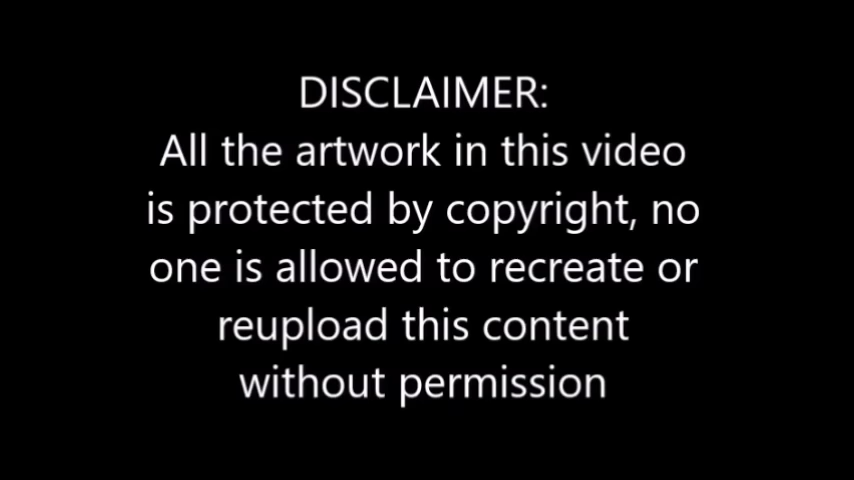 DISCLAIMER:
All the artwork in this video
is protected by copyright, no
one is allowed to recreate or
reupload this content
without permission